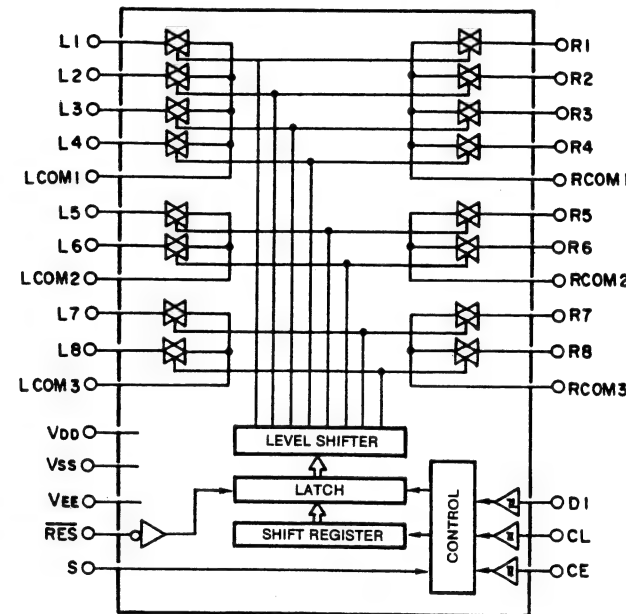 L1
R1
L2
R2
L3
R3
L4
R4
LCOM1
RCOM1
L5
R5
L6
R6
LCOM2
RCOM2
L7
R7
L8
R8
LCOM3
RCOM3
VDD
LEVEL SHIFTER
VSS
LATCH
VEE
DI
RES
SHIFT REGISTER
CONTROL
CL
S
CE